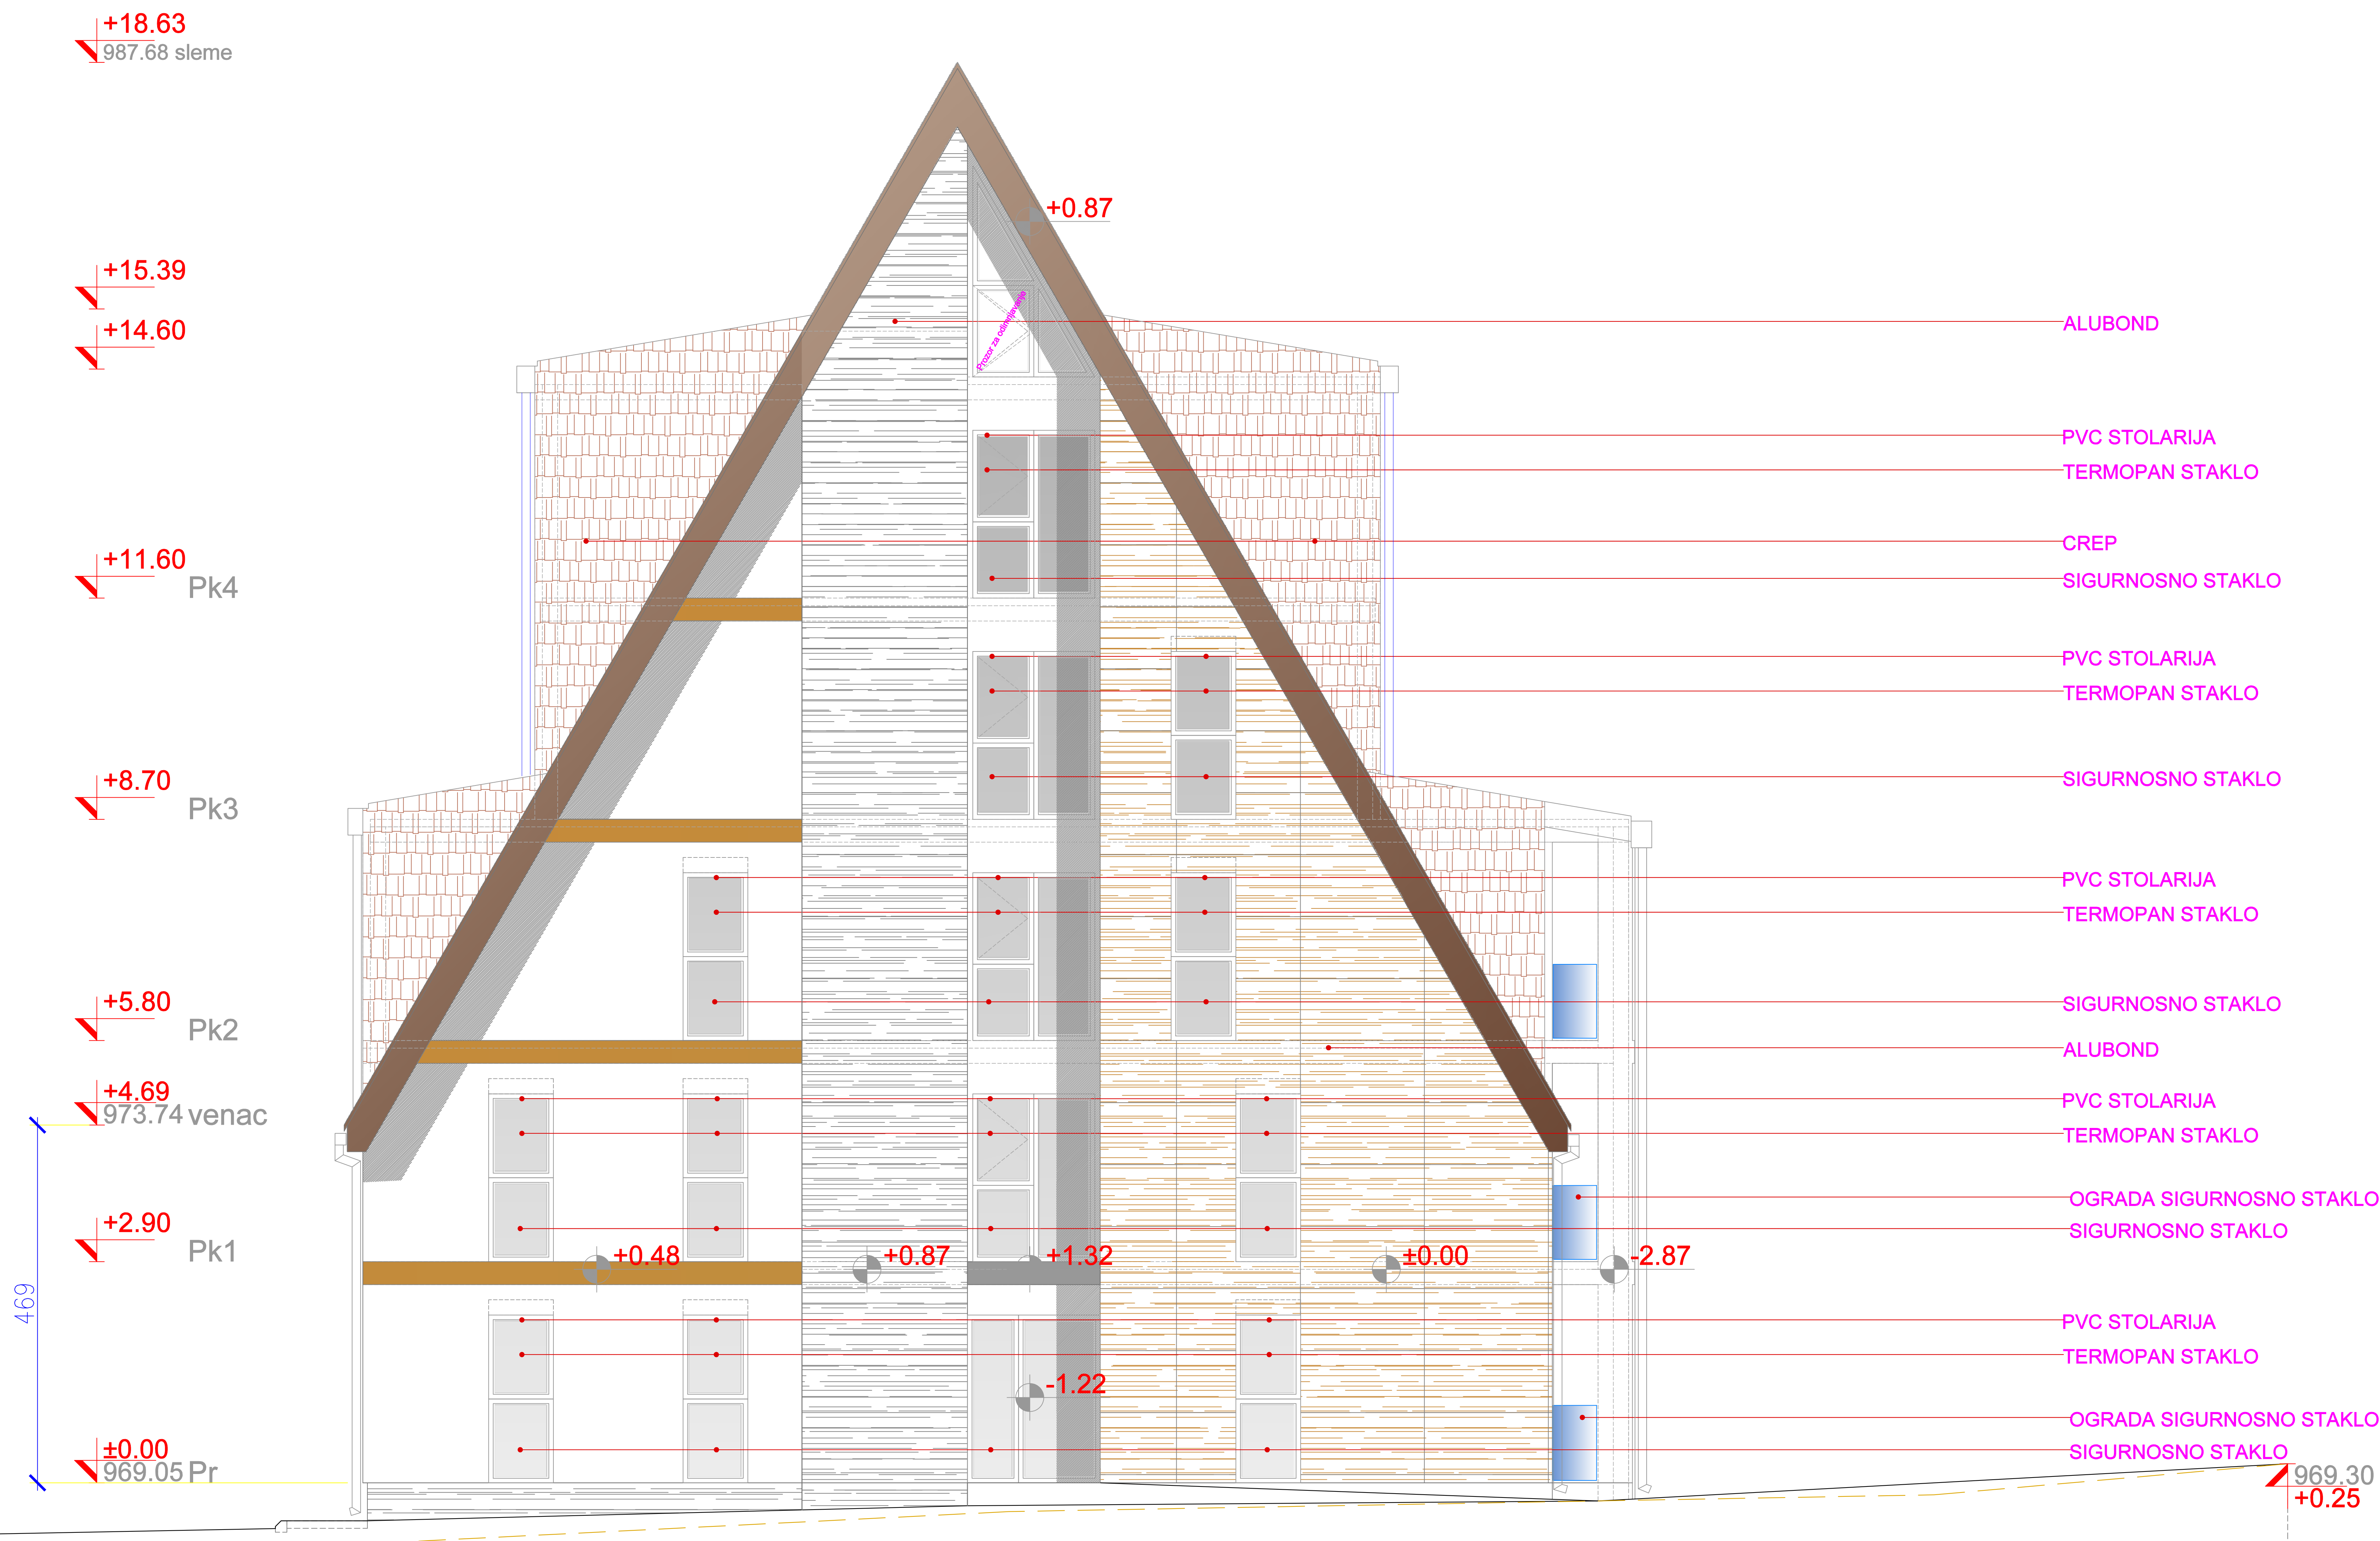 +18.63
987.68 sleme
+0.87
+15.39
Prozor za odimnjavanje
+14.60
ALUBOND
PVC STOLARIJA
TERMOPAN STAKLO
CREP
+11.60
Pk4
SIGURNOSNO STAKLO
PVC STOLARIJA
TERMOPAN STAKLO
+8.70
Pk3
SIGURNOSNO STAKLO
PVC STOLARIJA
TERMOPAN STAKLO
+5.80
Pk2
SIGURNOSNO STAKLO
ALUBOND
+4.69
973.74 venac
PVC STOLARIJA
TERMOPAN STAKLO
OGRADA SIGURNOSNO STAKLO
+2.90
Pk1
SIGURNOSNO STAKLO
+0.48
+0.87
+1.32
±0.00
-2.87
469
PVC STOLARIJA
TERMOPAN STAKLO
-1.22
OGRADA SIGURNOSNO STAKLO
±0.00
969.05 Pr
SIGURNOSNO STAKLO
969.30
+0.25